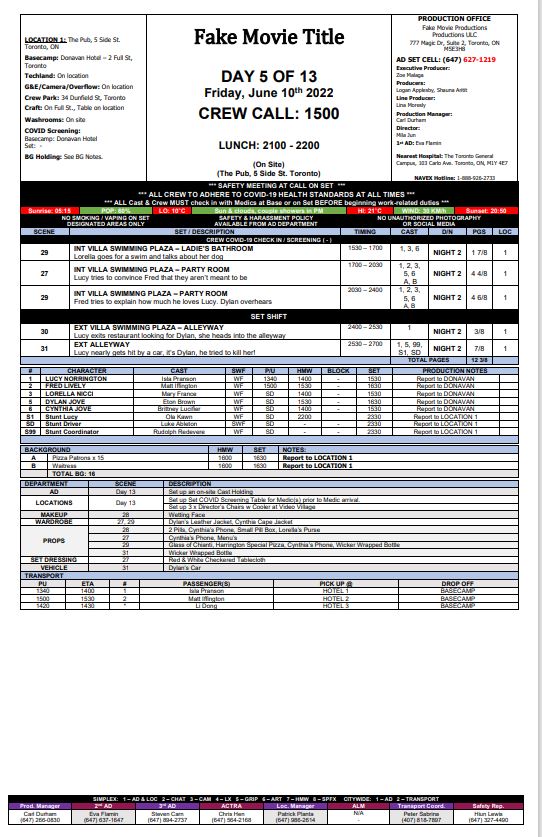 LOCATION 1: The Pub, 5 Side St.
Toronto, ON
Basecamp: Donavan Hotel – 2 Full St,
Toronto
Techland: On location
G&E/Camera/Overflow: On location
Crew Park: 34 Dunfield St, Toronto
Craft: On Full St., Table on location
Washrooms: On site
COVID Screening:
Basecamp: Donavan Hotel
Set: -
BG Holding: See BG Notes.
Fake Movie Title
DAY 5 OF 13
Friday, June 10th 2022
CREW CALL: 1500
LUNCH: 2100 - 2200
(On Site)
(The Pub, 5 Side St. Toronto)
PRODUCTION OFFICE
Fake Movie Productions
Productions ULC
777 Magic Dr, Suite 2, Toronto, ON
M5E3H8
AD SET CELL: (647) 627-1219
Executive Producer:
Zoe Malaga
Producers:
Logan Applesby, Shauna Antit
Line Producer:
Lina Moresly
Production Manager:
Carl Durham
Director:
Mila Jun
1st AD: Eva Flamin
Nearest Hospital: The Toronto General
Campus, 103 Carlo Ave. Toronto, ON, M1Y 4E7
NAVEX Hotline: 1-888-926-2733
*** SAFETY MEETING AT CALL ON SET ***
*** ALL CREW TO ADHERE TO COVID-19 HEALTH STANDARDS AT ALL TIMES ***
*** ALL Cast & Crew MUST check in with Medics at Base or on Set BEFORE beginning work-related duties ***
Sunrise: 05:15 POP: 60% LO: 10°C Sun & clouds, couple showers in PM HI: 21°C WIND: 30 KM/h Sunset: 20:50
NO SMOKING / VAPING ON SET SAFETY & HARASSMENT POLICY NO UNAUTHORIZED PHOTOGRAPHY
DESIGNATED AREAS ONLY AVAILABLE FROM AD DEPARTMENT OR SOCIAL MEDIA
SCENE SET / DESCRIPTION TIMING CAST D/N PGS LOC
CREW COVID-19 CHECK IN / SCREENING ( - )
29 INT VILLA SWIMMING PLAZA – LADIE'S BATHROOM 1530 – 1700 1, 3, 6 NIGHT 2 1 7/8 1
Lorella goes for a swim and talks about her dog
27 INT VILLA SWIMMING PLAZA – PARTY ROOM 1700 – 2030 1, 2, 3, 5, 6 A, B NIGHT 2 4 4/8 1
Lucy tries to convince Fred that they aren't meant to be
29 INT VILLA SWIMMING PLAZA – PARTY ROOM 2030 – 2400 1, 2, 3, 5, 6 A, B NIGHT 2 4 6/8 1
Fred tries to explain how much he loves Lucy. Dylan overhears
SET SHIFT
30 EXT VILLA SWIMMING PLAZA – ALLEYWAY 2400 – 2530 1 NIGHT 2 3/8 1
Lucy exits restaurant looking for Dylan, she heads into the alleyway
31 EXT ALLEYWAY 2530 – 2700 1, 5, 99, S1, SD NIGHT 2 7/8 1
Lucy nearly gets hit by a car, it's Dylan, he tried to kill her!
TOTAL PAGES 12 3/8
# CHARACTER CAST SWF P/U HMW BLOCK SET PRODUCTION NOTES
1 LUCY NORRINGTON Isla Pranson WF 1340 1400 - 1530 Report to DONAVAN
2 FRED LIVELY Matt Iffington WF 1500 1530 - 1630 Report to DONAVAN
3 LORELLA NICCI Mary France WF SD 1400 - 1530 Report to DONAVAN
5 DYLAN JOVE Eton Brown WF SD 1530 - 1630 Report to DONAVAN
6 CYNTHIA JOVE Brittney Lucifier WF SD 1400 - 1530 Report to DONAVAN
S1 Stunt Lucy Ola Kawn WF SD 2200 - 2330 Report to LOCATION 1
SD Stunt Driver Luke Ableton SWF SD - - 2330 Report to LOCATION 1
S99 Stunt Coordinator Rudolph Redevere WF SD - - 2330 Report to LOCATION 1
BACKGROUND HMW SET NOTES:
A Pizza Patrons x 15 1600 1630 Report to LOCATION 1
B Waitress 1600 1630 Report to LOCATION 1
TOTAL BG: 16
DEPARTMENT SCENE DESCRIPTION
AD Day 13 Set up an on-site Cast Holding
LOCATIONS Day 13 Set up Set COVID Screening Table for Medic(s) prior to Medic arrival.
Set up 3 x Director's Chairs w Cooler at Video Village
MAKEUP 28 Wetting Face
WARDROBE 27, 29 Dylan's Leather Jacket, Cynthia Cape Jacket
PROPS 26 2 Pills, Cynthia's Phone, Small Pill Box, Lorella's Purse
27 Cynthia's Phone, Menu's
29 Glass of Chianti, Harrington Special Pizza, Cynthia's Phone, Wicker Wrapped Bottle
31 Wicker Wrapped Bottle
SET DRESSING 27 Red & White Checkered Tablecloths
VEHICLE 31 Dylan's Car
TRANSPORT
PU ETA # PASSENGER(S) PICK UP @ DROP OFF
1340 1400 1 Isla Pranson HOTEL 1 BASECAMP
1500 1530 2 Matt Iffington HOTEL 2 BASECAMP
1420 1430 * Li Dong HOTEL 3 BASECAMP
SIMPLEX: 1 – AD & LOC 2 – CHAT 3 – CAM 4 – LX 5 – GRIP 6 – ART 7 – HMW 8 – SPFX CITYWIDE: 1 – AD 2 – TRANSPORT
Prod. Manager 2nd AD 3rd AD ACTRA Loc. Manager ALM Transport Coord. Safety Rep.
Carl Durham Eva Flamin Steven Cam Chris Hen Patrick Planta N/A Peter Sabrina Hiun Lewis
(647) 266-0830 (647) 637-1647 (647) 894-2737 (647) 564-2168 (647) 986-2614 - (407) 818-7897 (647) 327-4490